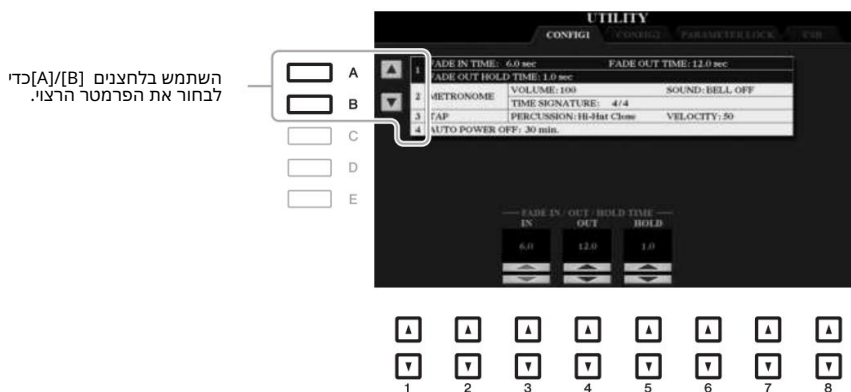 UTILITY
CONFIG1 CONFIG2 PARAMETER LOCK USB
השתמש בלחצנים [A]/[B]כדי
לבחור את הפרמטר הרצוי.
A
B
C
D
E
1 FADE IN TIME: 6.0 sec FADE OUT TIME: 12.0 sec
FADE OUT HOLD TIME: 1.0 sec
2 METRONOME VOLUME: 100 SOUND: BELL OFF
TIME SIGNATURE: 4/4
3 TAP PERCUSSION: Hi-Hat Close VELOCITY: 50
4 AUTO POWER OFF: 30 min.
FADE IN / OUT / HOLD TIME
IN OUT HOLD
6.0 12.0 1.0
1 2 3 4 5 6 7 8